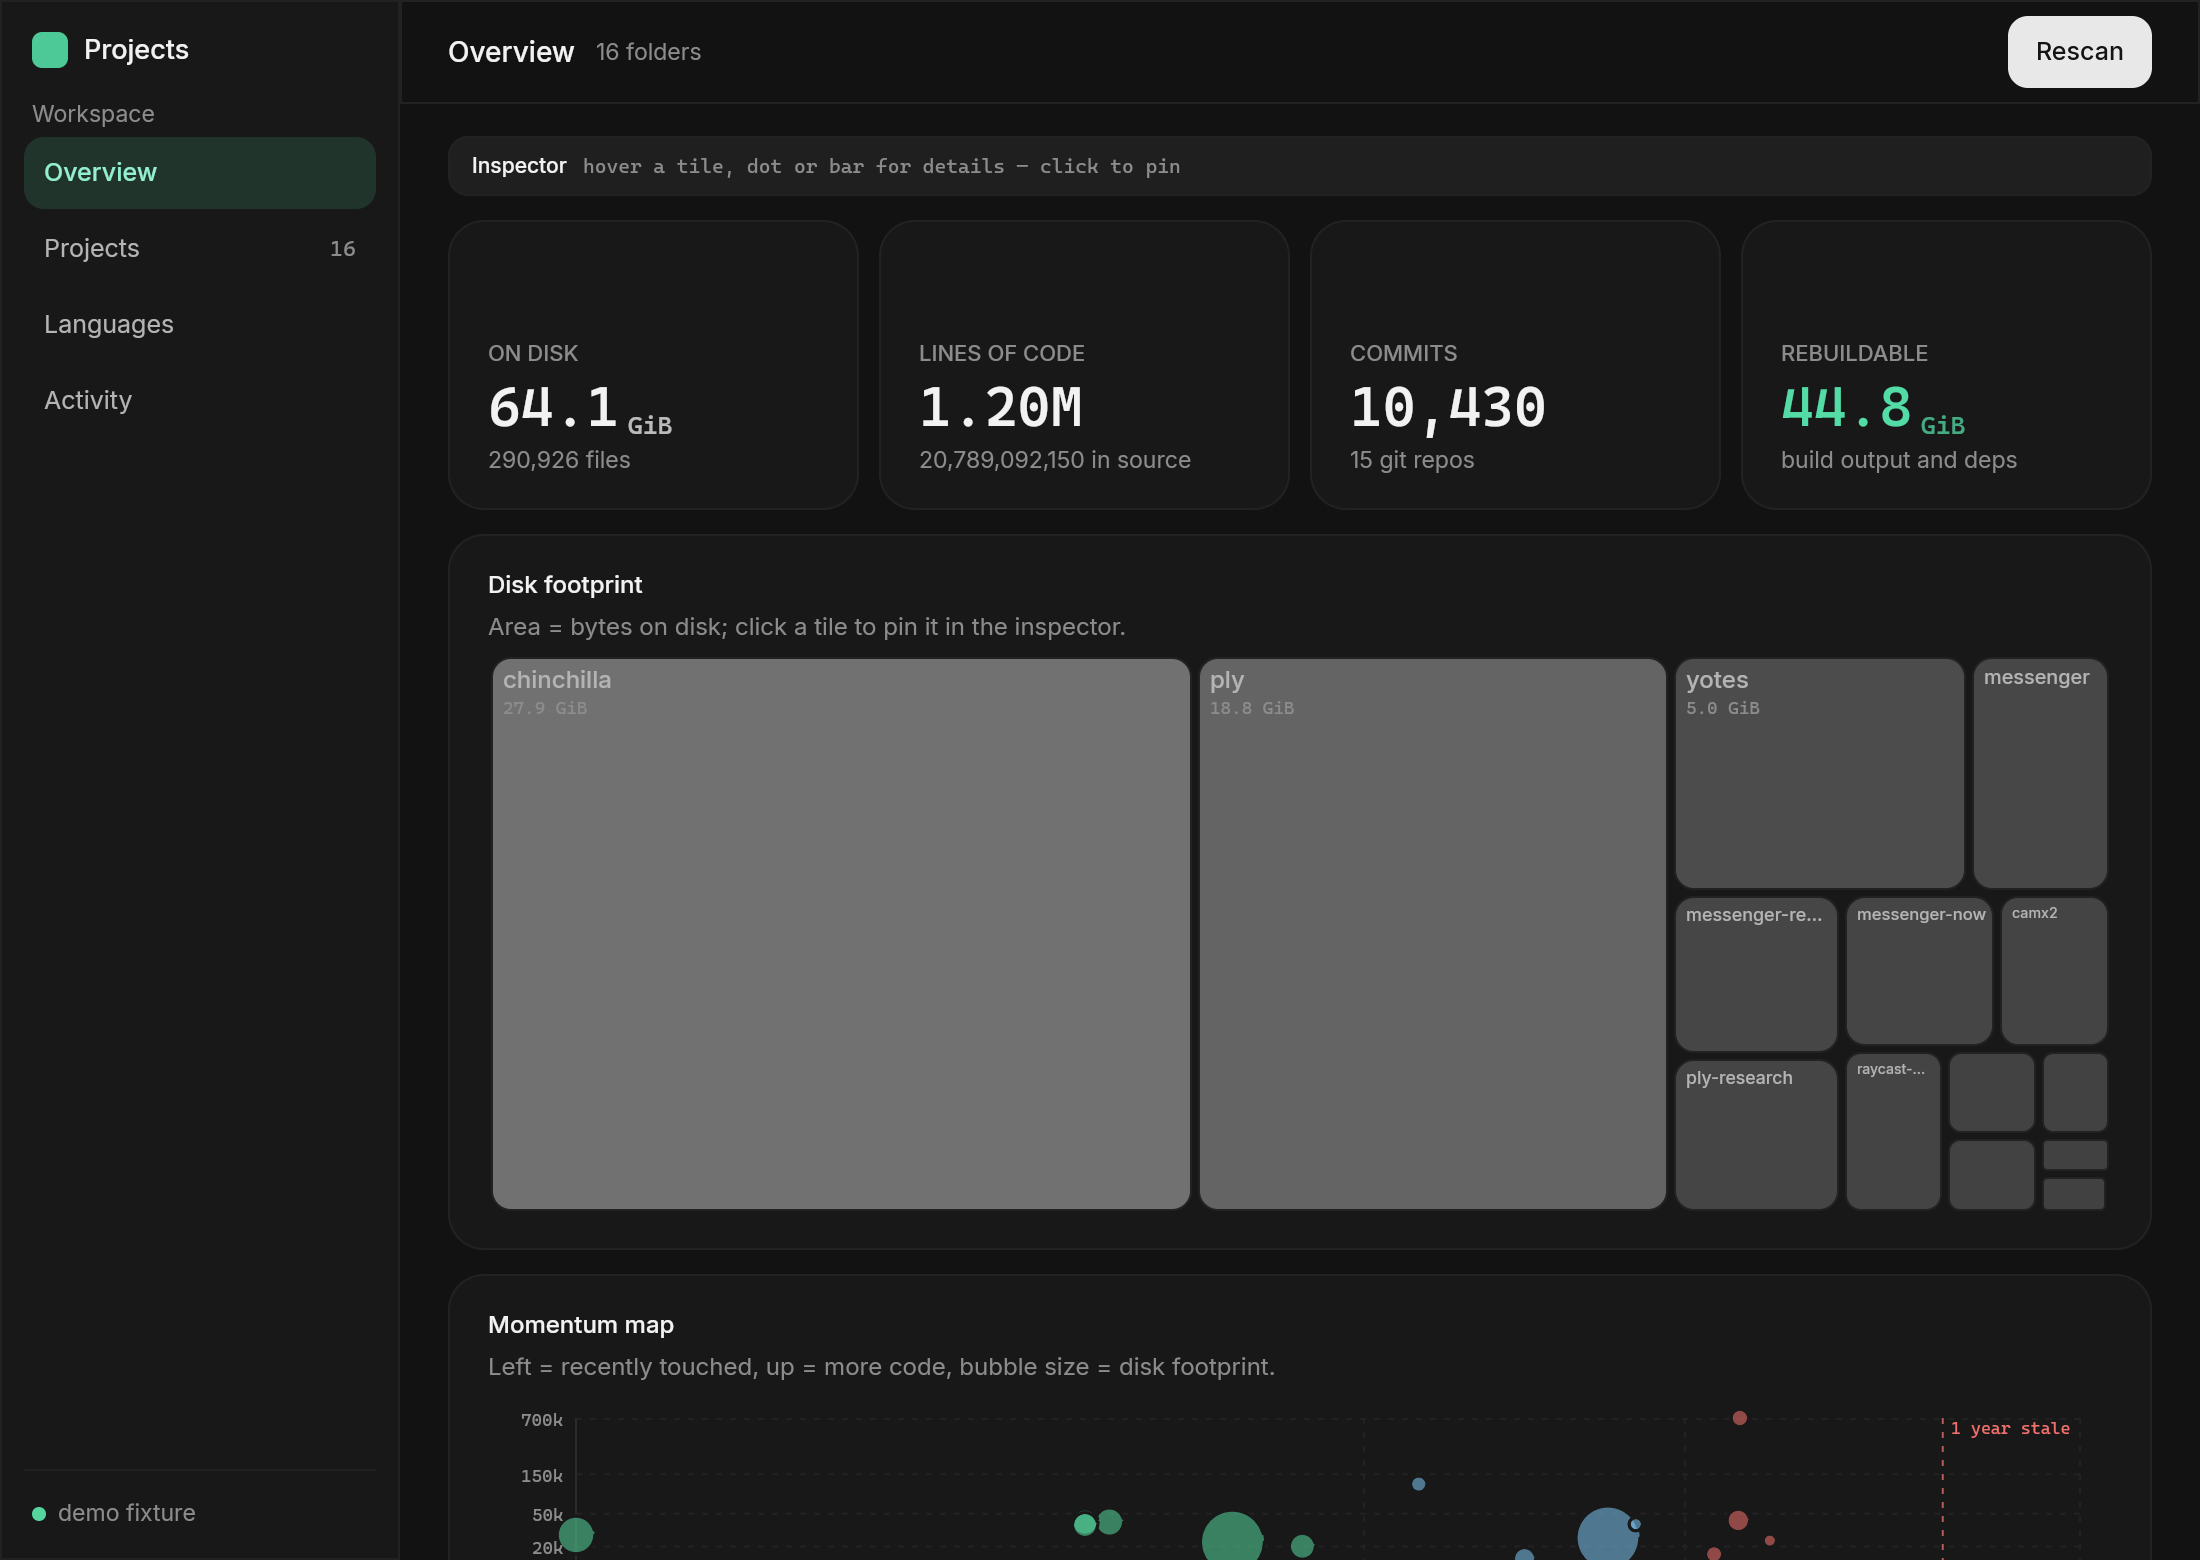 Projects
Workspace
Overview
Projects 16
Languages
Activity
demo fixture
Overview 16 folders
Rescan
Inspector hover a tile, dot or bar for details — click to pin
ON DISK
64.1 GiB
290,926 files
LINES OF CODE
1.20M
20,789,092,150 in source
COMMITS
10,430
15 git repos
REBUILDABLE
44.8 GiB
build output and deps
Disk footprint
Area = bytes on disk; click a tile to pin it in the inspector.
chinchilla
27.9 GiB
ply
18.8 GiB
yotes
5.0 GiB
messenger
messenger-re...
messenger-now
camx2
ply-research
raycast-...
Momentum map
Left = recently touched, up = more code, bubble size = disk footprint.
700k
1 year stale
150k
50k
20k